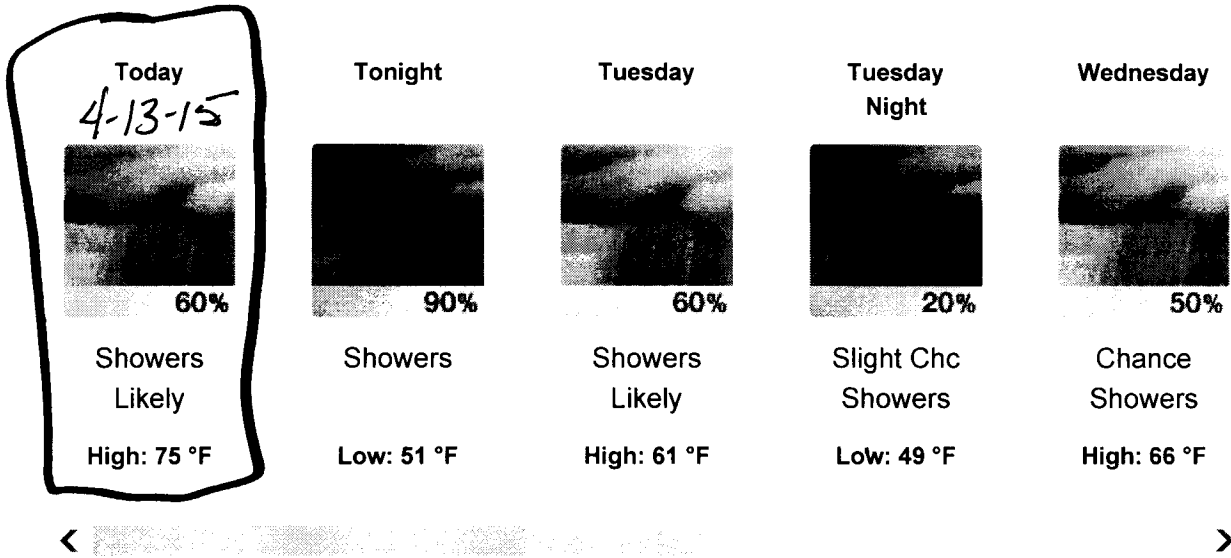 Today
4-13-15
60%
Showers
Likely
High: 75 °F
Tonight
90%
Showers
Low: 51 °F
Tuesday
60%
Showers
Likely
High: 61 °F
Tuesday
Night
20%
Slight Chc
Showers
Low: 49 °F
Wednesday
50%
Chance
Showers
High: 66 °F